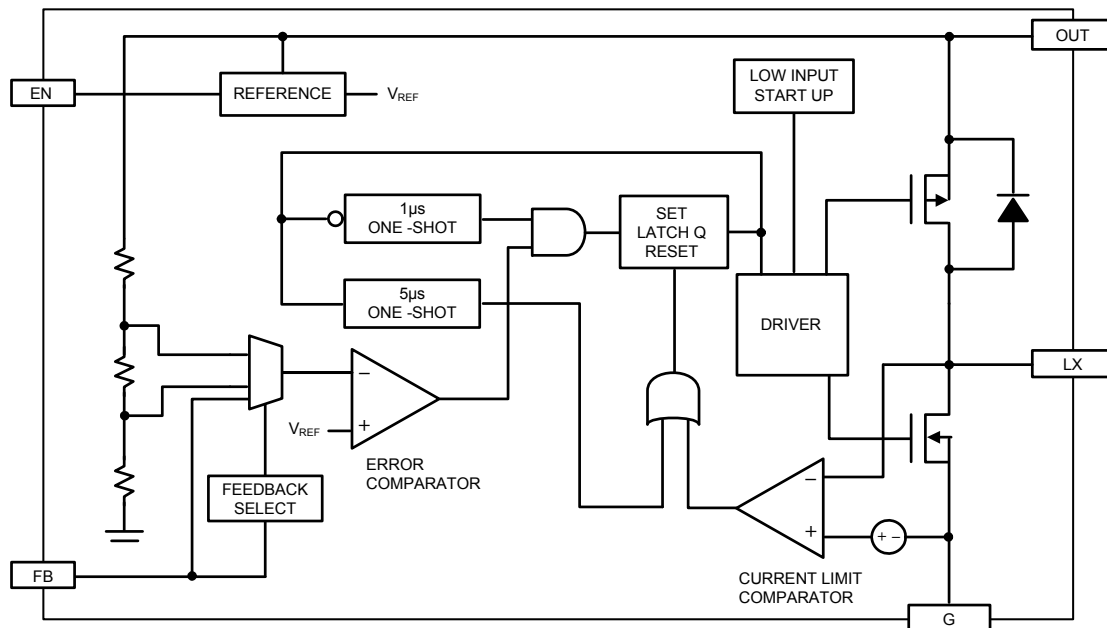 OUT
EN
REFERENCE
VREF
LOW INPUT
START UP
1µs
ONE -SHOT
SET
LATCH Q
RESET
5µs
ONE -SHOT
DRIVER
LX
−
+
VREF
ERROR
COMPARATOR
FEEDBACK
SELECT
−
+
+ −
FB
CURRENT LIMIT
COMPARATOR
G